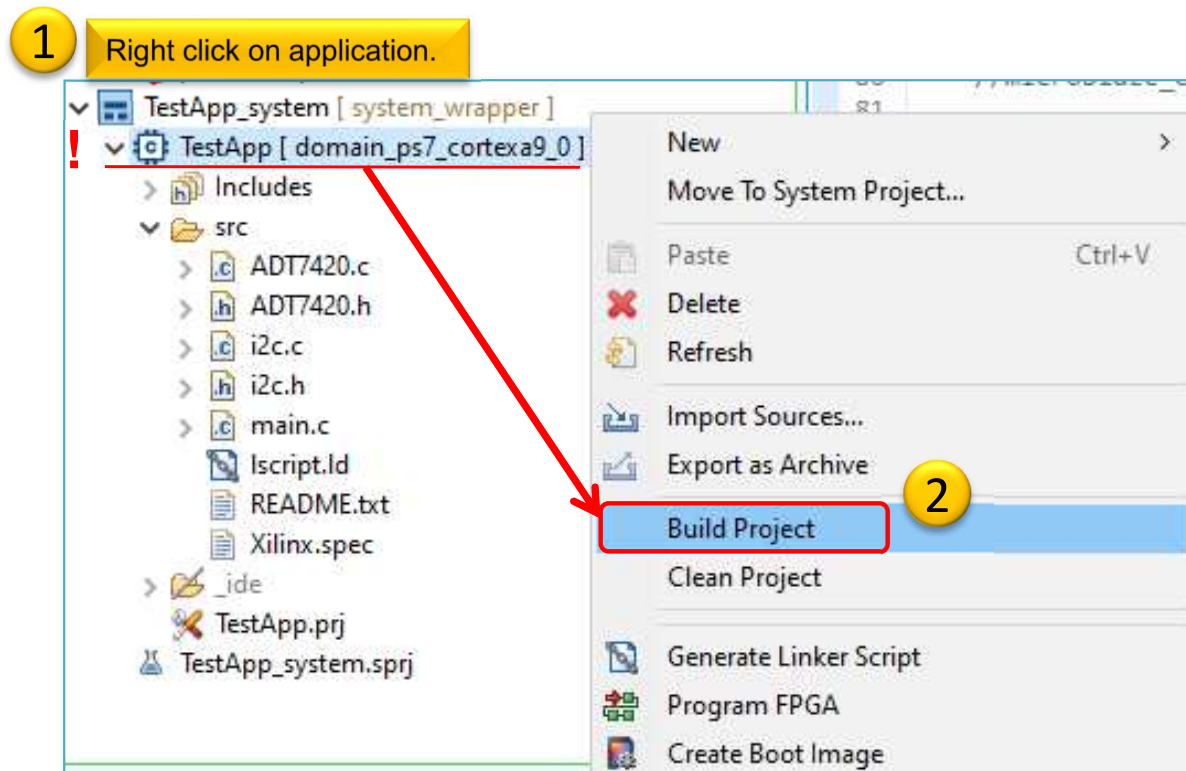 1
Right click on application.
TestApp_system [ system_wrapper ]
81
! TestApp [ domain_ps7_cortexa9_0 ]
Includes
src
ADT7420.c
ADT7420.h
i2c.c
i2c.h
main.c
lscript.ld
README.txt
Xilinx.spec
_ide
TestApp.prj
TestApp_system.sprj
New >
Move To System Project...
Paste Ctrl+V
Delete
Refresh
Import Sources...
Export as Archive
2
Build Project
Clean Project
Generate Linker Script
Program FPGA
Create Boot Image